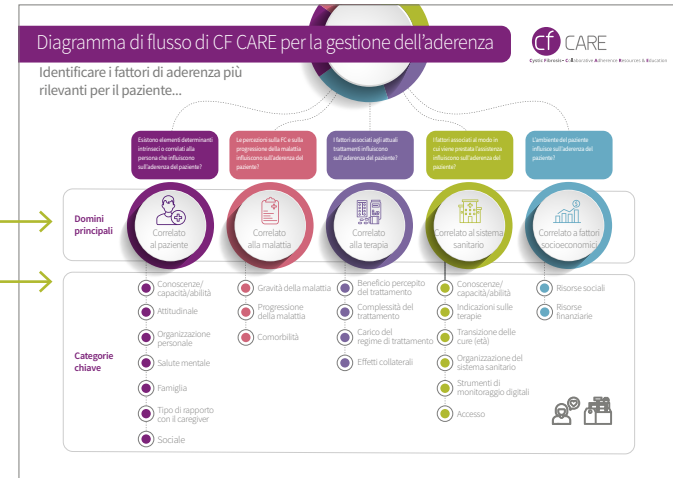 Diagramma di flusso di CF CARE per la gestione dell'aderenza
cf CARE
Cystic Fibrosis • Collaborative Adherence Resources & Education
Identificare i fattori di aderenza più
rilevanti per il paziente...
Esistono elementi determinanti
intrinseci o correlati alla
persona che influiscono
sull'aderenza del paziente?
Le percezioni sulla FC e sulla
progressione della malattia
influiscono sull'aderenza del
paziente?
I fattori associati agli attuali
trattamenti influiscono
sull'aderenza del paziente?
I fattori associati al modo in
cui viene prestata l'assistenza
influiscono sull'aderenza del
paziente?
L'ambiente del paziente
influisce sull'aderenza del
paziente?
Domini
principali
Correlato
al paziente
Correlato
alla malattia
Correlato
alla terapia
Correlato al sistema
sanitario
Correlato a fattori
socioeconomici
Categorie
chiave
Conoscenze/
capacità/abilità
Attitudinale
Organizzazione
personale
Salute mentale
Famiglia
Tipo di rapporto
con il caregiver
Sociale
Gravità della malattia
Progressione
della malattia
Comorbilità
Beneficio percepito
del trattamento
Complessità del
trattamento
Carico del
regime di trattamento
Effetti collaterali
Conoscenze/
capacità/abilità
Indicazioni sulle
terapie
Transizione delle
cure (età)
Organizzazione del
sistema sanitario
Strumenti di
monitoraggio digitali
Accesso
Risorse sociali
Risorse
finanziarie